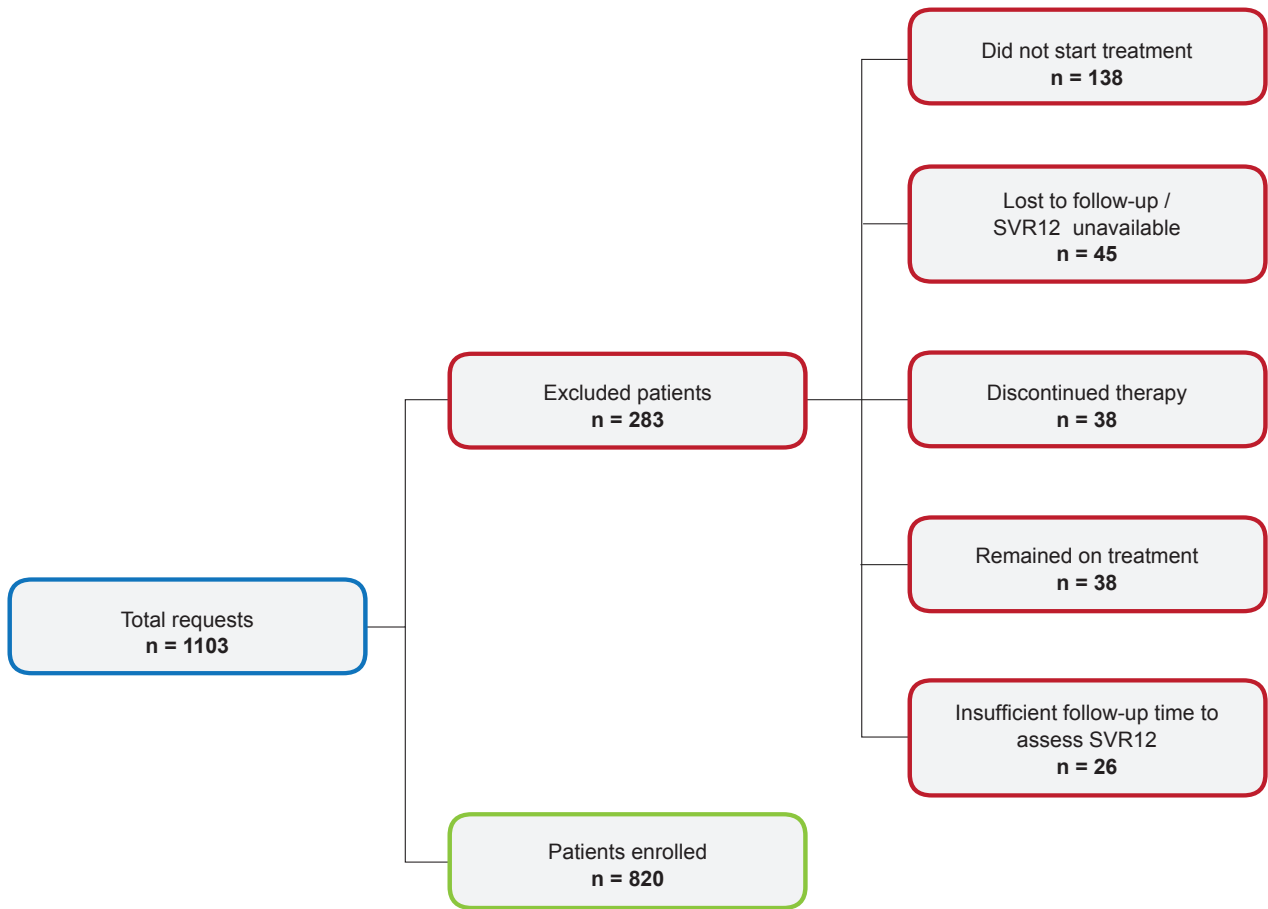 Did not start treatment
n = 138
Lost to follow-up /
SVR12 unavailable
n = 45
Excluded patients
n = 283
Discontinued therapy
n = 38
Remained on treatment
n = 38
Total requests
n = 1103
Insufficient follow-up time to
assess SVR12
n = 26
Patients enrolled
n = 820